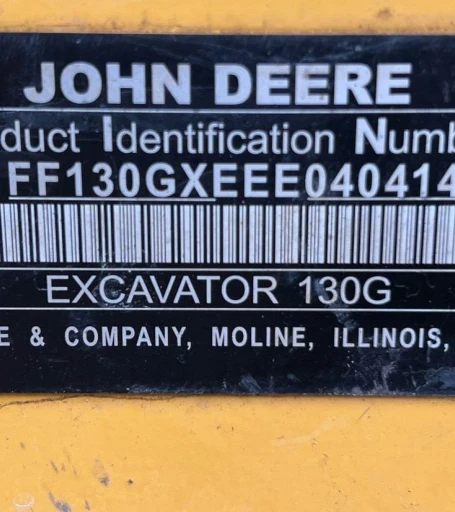 JOHN DEERE
duct Identification Numb
FF130GXEEE040414
EXCAVATOR 130G
E & COMPANY, MOLINE, ILLINOIS,